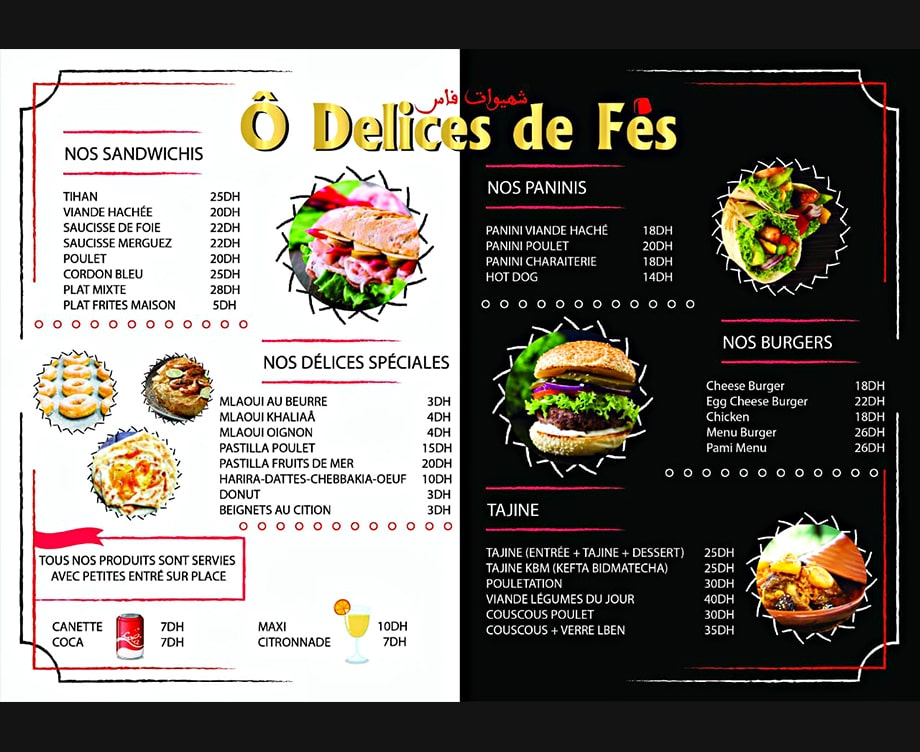 شهيوات فاس
Ô Delices de Fès
NOS SANDWICHIS
TIHAN 25DH
VIANDE HACHÉE 20DH
SAUCISSE DE FOIE 22DH
SAUCISSE MERGUEZ 22DH
POULET 20DH
CORDON BLEU 25DH
PLAT MIXTE 28DH
PLAT FRITES MAISON 5DH
NOS DÉLICES SPÉCIALES
MLAOUI AU BEURRE 3DH
MLAOUI KHALIAÂ 4DH
MLAOUI OIGNON 4DH
PASTILLA POULET 15DH
PASTILLA FRUITS DE MER 20DH
HARIRA-DATTES-CHEBBAKIA-OEUF 10DH
DONUT 3DH
BEIGNETS AU CITION 3DH
TOUS NOS PRODUITS SONT SERVIES
AVEC PETITES ENTRÉ SUR PLACE
CANETTE 7DH
COCA 7DH
MAXI 10DH
CITRONNADE 7DH
NOS PANINIS
PANINI VIANDE HACHÉ 18DH
PANINI POULET 20DH
PANINI CHARAITERIE 18DH
HOT DOG 14DH
NOS BURGERS
Cheese Burger 18DH
Egg Cheese Burger 22DH
Chicken 18DH
Menu Burger 26DH
Pami Menu 26DH
TAJINE
TAJINE (ENTRÉE + TAJINE + DESSERT) 25DH
TAJINE KBM (KEFTA BIDMATECHA) 25DH
POULETATION 30DH
VIANDE LÉGUMES DU JOUR 40DH
COUSCOUS POULET 30DH
COUSCOUS + VERRE LBEN 35DH